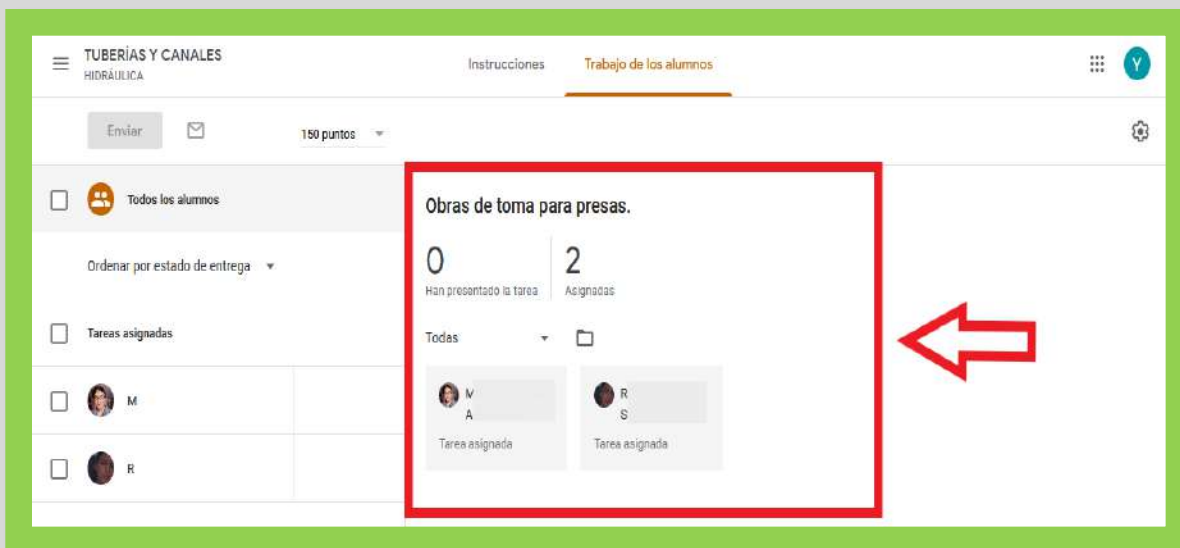 TUBERÍAS Y CANALES
HIDRÁULICA
Instrucciones
Trabajo de los alumnos
Y
Enviar
150 puntos
Todos los alumnos
Ordenar por estado de entrega
Tareas asignadas
M
R
Obras de toma para presas.
0 2
Han presentado la tarea Asignadas
Todas
M R
A S
Tarea asignada Tarea asignada